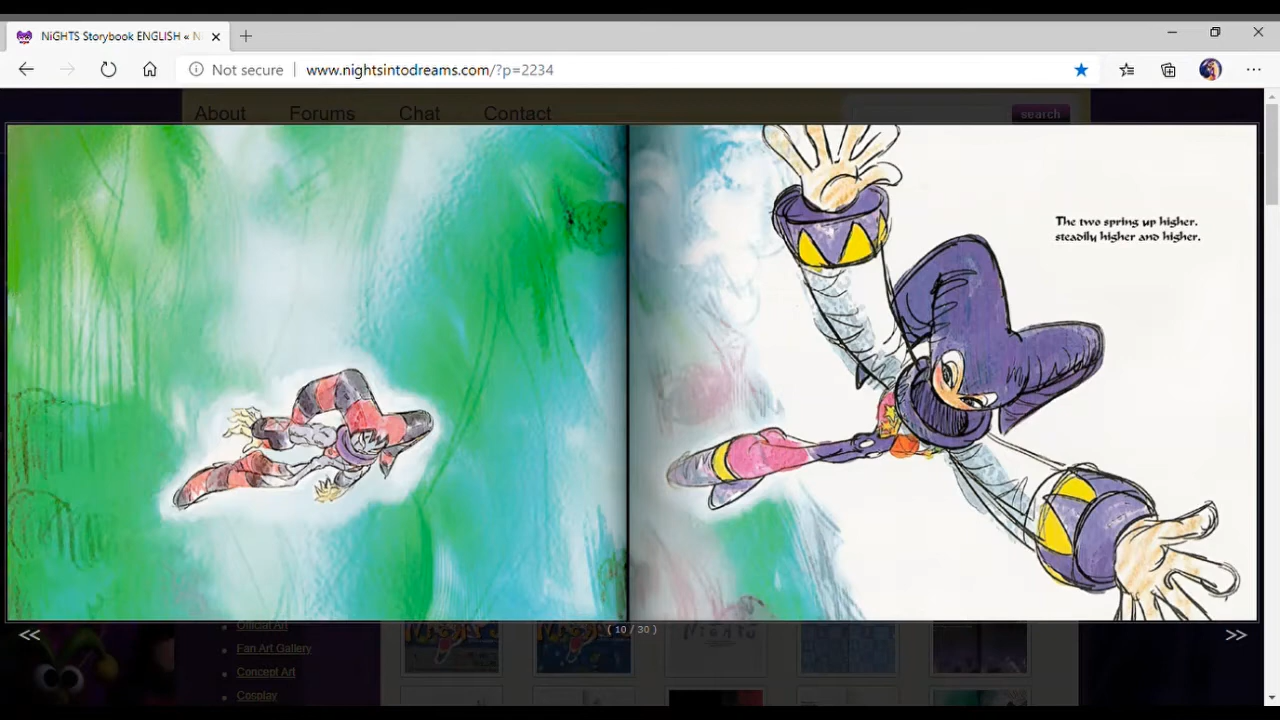 NiGHTS Storybook ENGLISH « N
Not secure | www.nightsintodreams.com/?p=2234
About Forums Chat Contact search
The two spring up higher.
steadily higher and higher.
<< ( 10 / 30 ) >>
Official Art
Fan Art Gallery
Concept Art
Cosplay